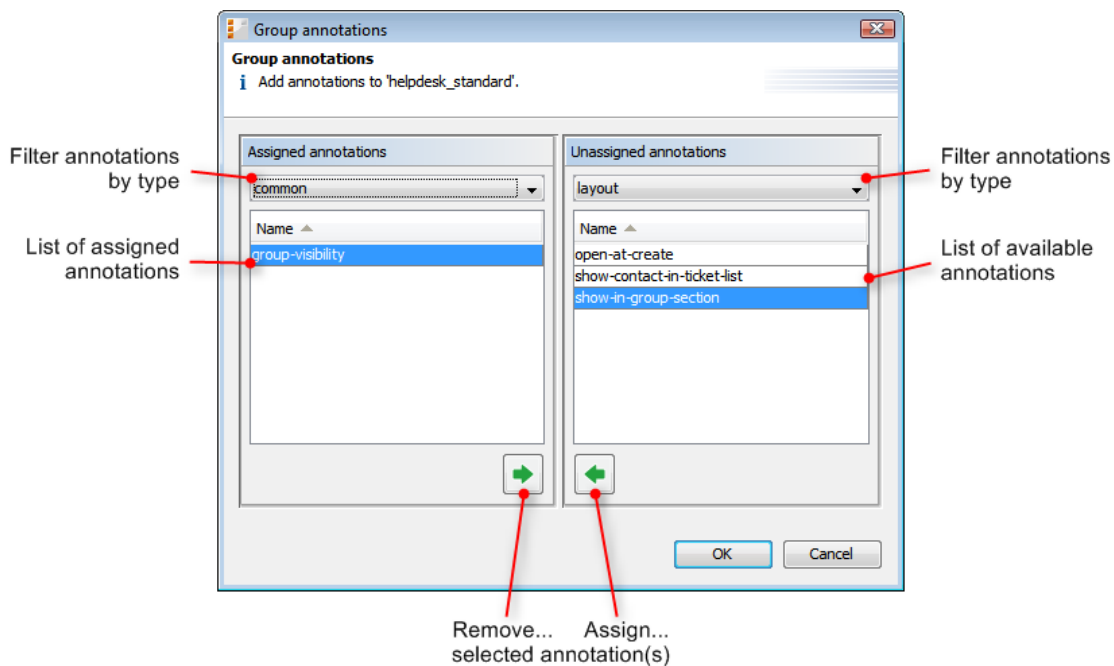 Group annotations
Group annotations
i Add annotations to 'helpdesk_standard'.
Filter annotations
by type
Assigned annotations
common
Name
List of assigned
annotations
group-visibility
Unassigned annotations
layout
Name
open-at-create
show-contact-in-ticket-list
show-in-group-section
Filter annotations
by type
List of available
annotations
OK
Cancel
Remove... Assign...
selected annotation(s)